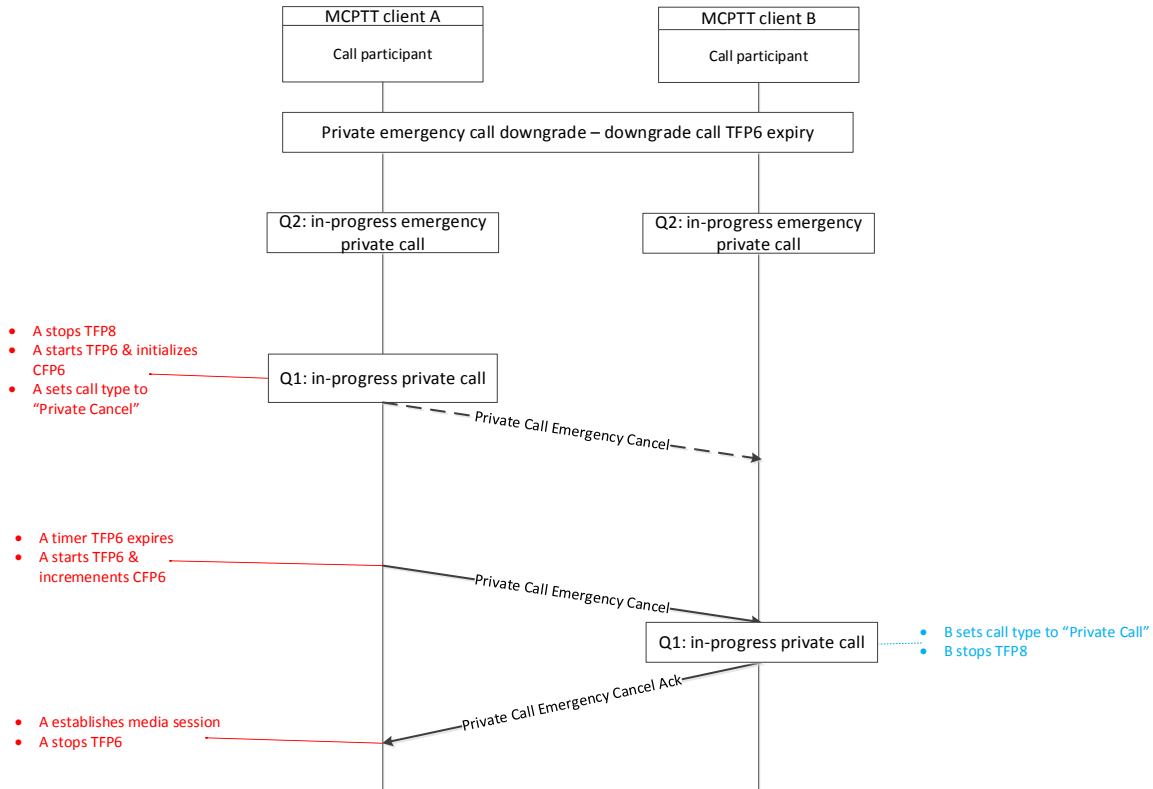 MCPTT client A
Call participant
MCPTT client B
Call participant
Private emergency call downgrade – downgrade call TFP6 expiry
Q2: in-progress emergency
private call
Q2: in-progress emergency
private call
• A stops TFP8
• A starts TFP6 & initializes
CFP6
• A sets call type to
“Private Cancel”
Q1: in-progress private call
Private Call Emergency Cancel
• A timer TFP6 expires
• A starts TFP6 &
incremenents CFP6
Private Call Emergency Cancel
Q1: in-progress private call
• B sets call type to “Private Call”
• B stops TFP8
Private Call Emergency Cancel Ack
• A establishes media session
• A stops TFP6